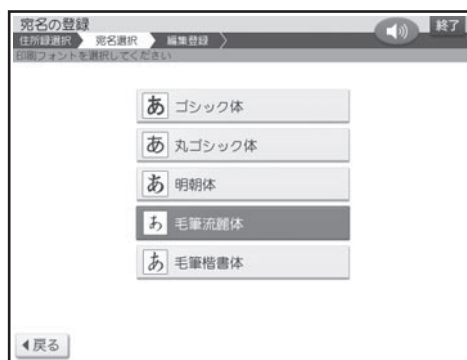 宛名の登録
終了
住所録選択 宛名選択 編集登録
印刷フォントを選択してください
あ ゴシック体
あ 丸ゴシック体
あ 明朝体
あ 毛筆流麗体
あ 毛筆楷書体
戻る